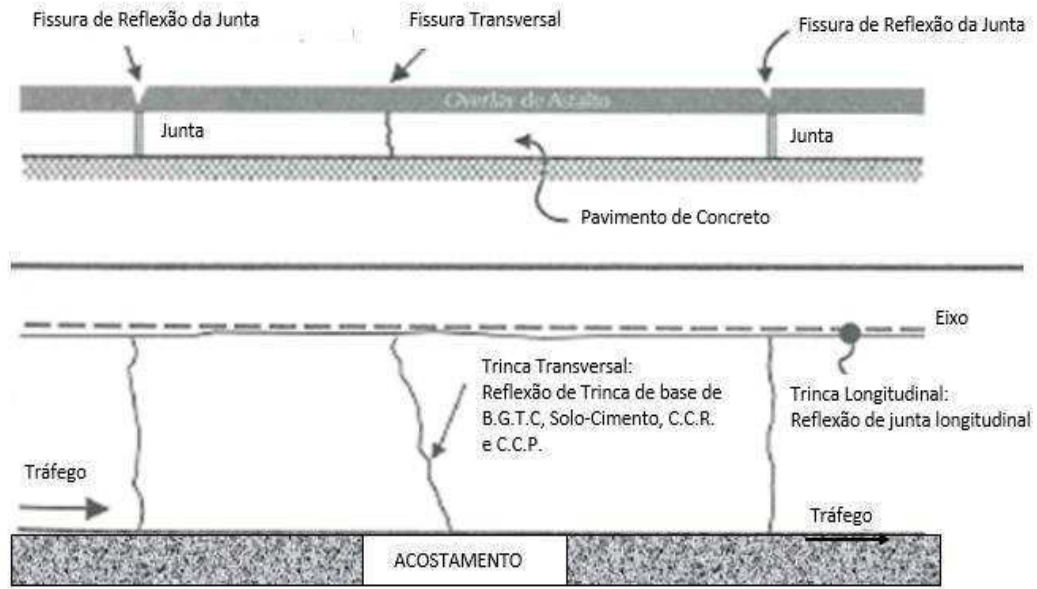 Fissura de Reflexão da Junta
Fissura Transversal
Fissura de Reflexão da Junta
Overlay de Asfalto
Junta
Junta
Pavimento de Concreto
Eixo
Trinca Transversal:
Reflexão de Trinca de base de
B.G.T.C, Solo-Cimento, C.C.R.
e C.C.P.
Trinca Longitudinal:
Reflexão de junta longitudinal
Tráfego
Tráfego
ACOSTAMENTO